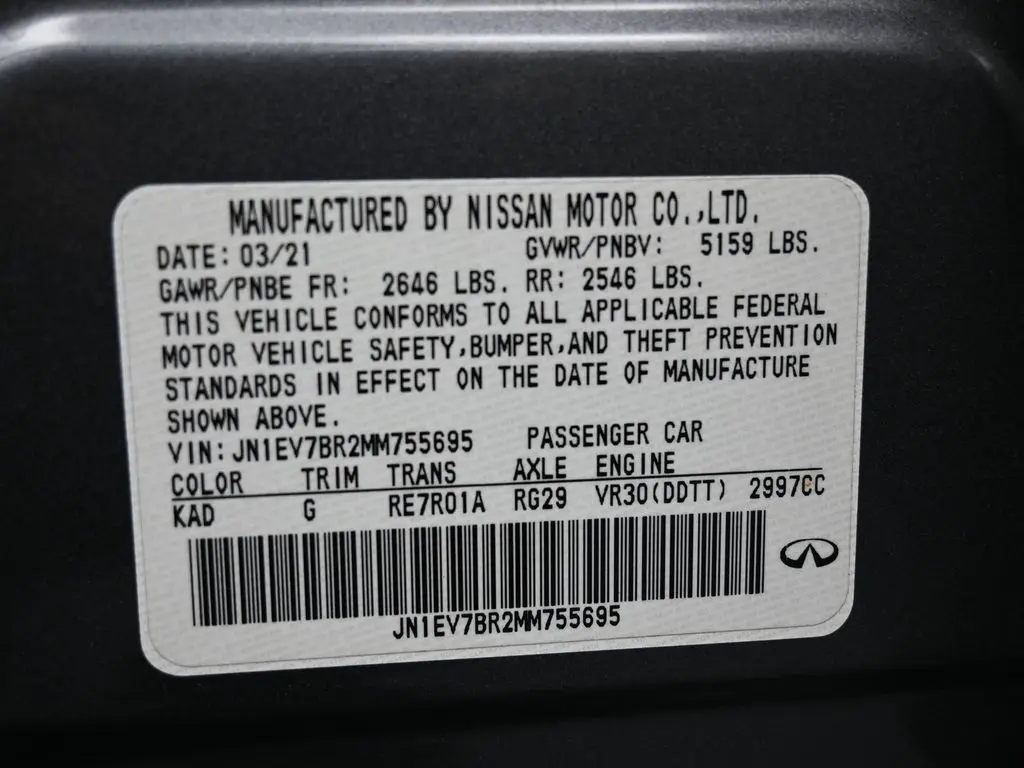 MANUFACTURED BY NISSAN MOTOR CO.,LTD.
DATE: 03/21 GVWR/PNBV: 5159 LBS.
GAWR/PNBE FR: 2646 LBS. RR: 2546 LBS.
THIS VEHICLE CONFORMS TO ALL APPLICABLE FEDERAL
MOTOR VEHICLE SAFETY,BUMPER,AND THEFT PREVENTION
STANDARDS IN EFFECT ON THE DATE OF MANUFACTURE
SHOWN ABOVE.
VIN: JN1EV7BR2MM755695 PASSENGER CAR
COLOR TRIM TRANS AXLE ENGINE
KAD G RE7R01A RG29 VR30(DDTT) 2997CC
JN1EV7BR2MM755695